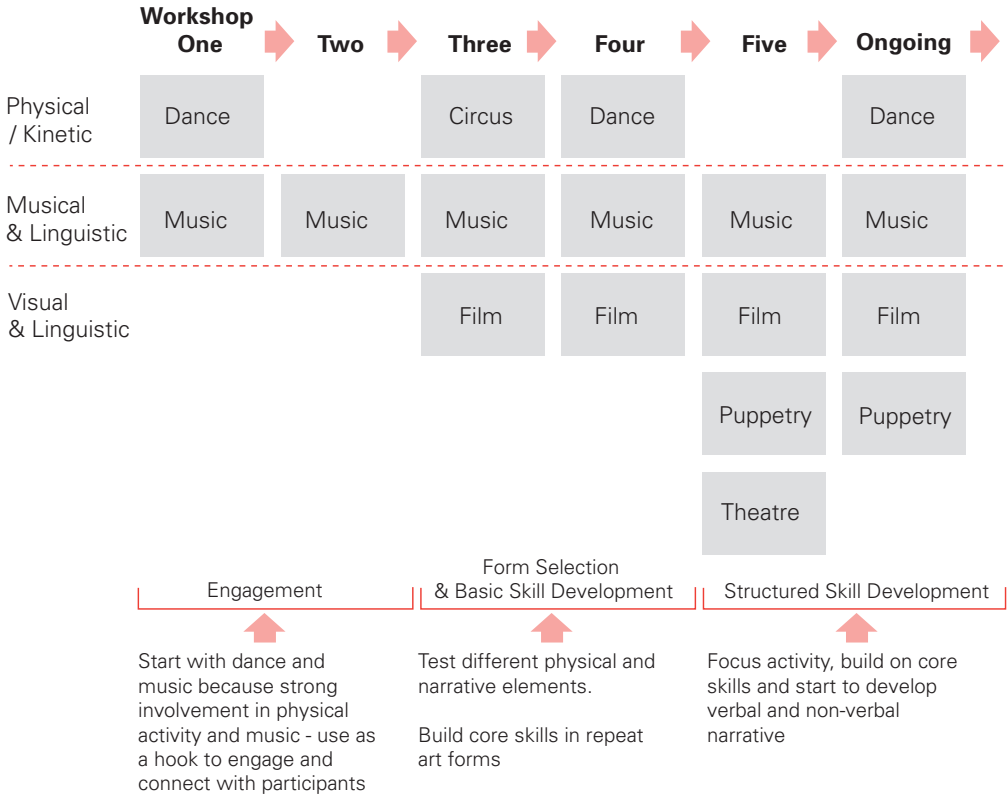 Workshop
One
Two
Three
Four
Five
Ongoing
Physical
/ Kinetic
Dance
Circus
Dance
Dance
Musical
& Linguistic
Music
Music
Music
Music
Music
Music
Visual
& Linguistic
Film
Film
Film
Film
Puppetry
Puppetry
Theatre
Engagement
Form Selection
& Basic Skill Development
Structured Skill Development
Start with dance and
music because strong
involvement in physical
activity and music - use as
a hook to engage and
connect with participants
Test different physical and
narrative elements.
Build core skills in repeat
art forms
Focus activity, build on core
skills and start to develop
verbal and non-verbal
narrative